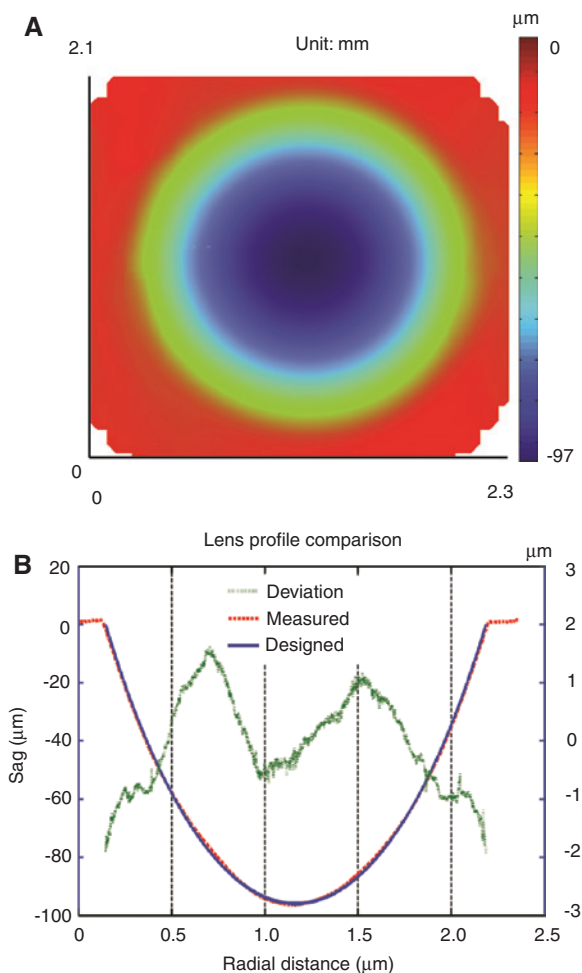 A
μm
2.1
Unit: mm
0
-97
0
0
2.3
Lens profile comparison
B
μm
20
0
-20
-40
-60
-80
-100
Sag (μm)
Deviation
Measured
Designed
3
2
1
0
-1
-2
-3
0
0.5
1.0
1.5
2.0
2.5
Radial distance (μm)